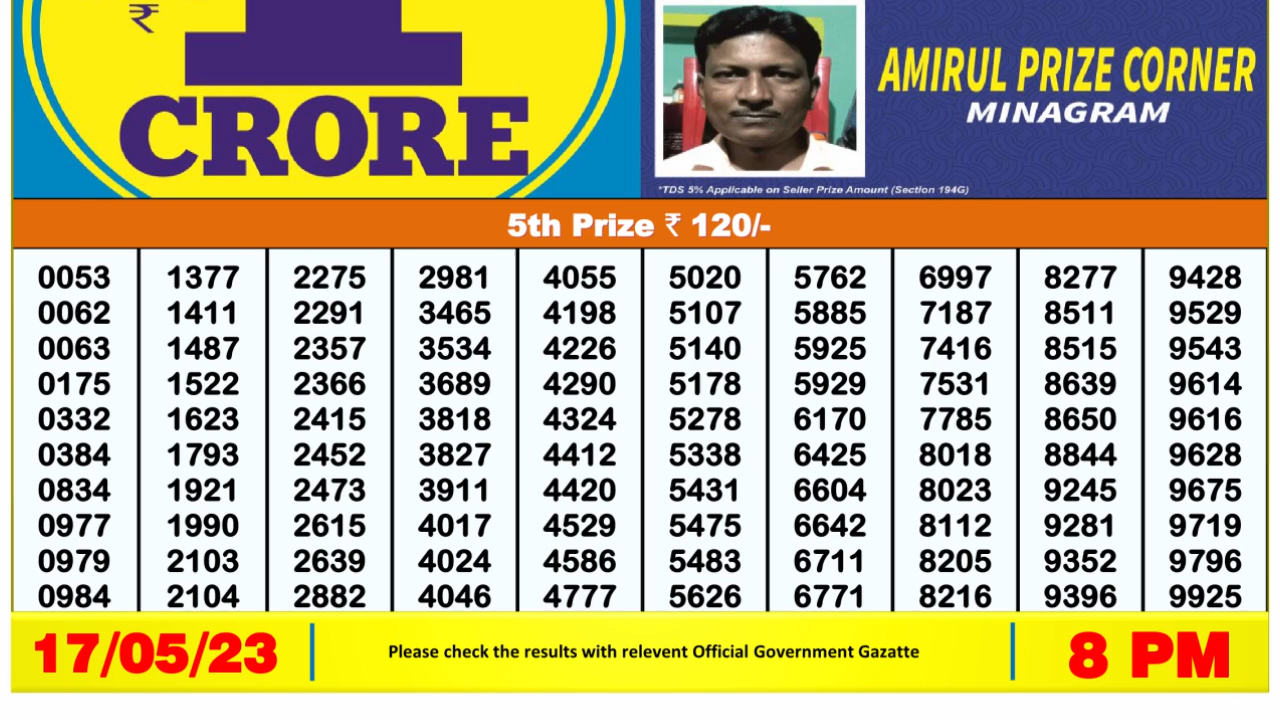 ₹
1
CRORE
AMIRUL PRIZE CORNER
MINAGRAM
*TDS 5% Applicable on Seller Prize Amount (Section 194G)
5th Prize ₹ 120/-
0053 1377 2275 2981 4055 5020 5762 6997 8277 9428
0062 1411 2291 3465 4198 5107 5885 7187 8511 9529
0063 1487 2357 3534 4226 5140 5925 7416 8515 9543
0175 1522 2366 3689 4290 5178 5929 7531 8639 9614
0332 1623 2415 3818 4324 5278 6170 7785 8650 9616
0384 1793 2452 3827 4412 5338 6425 8018 8844 9628
0834 1921 2473 3911 4420 5431 6604 8023 9245 9675
0977 1990 2615 4017 4529 5475 6642 8112 9281 9719
0979 2103 2639 4024 4586 5483 6711 8205 9352 9796
0984 2104 2882 4046 4777 5626 6771 8216 9396 9925
17/05/23 Please check the results with relevent Official Government Gazatte 8 PM